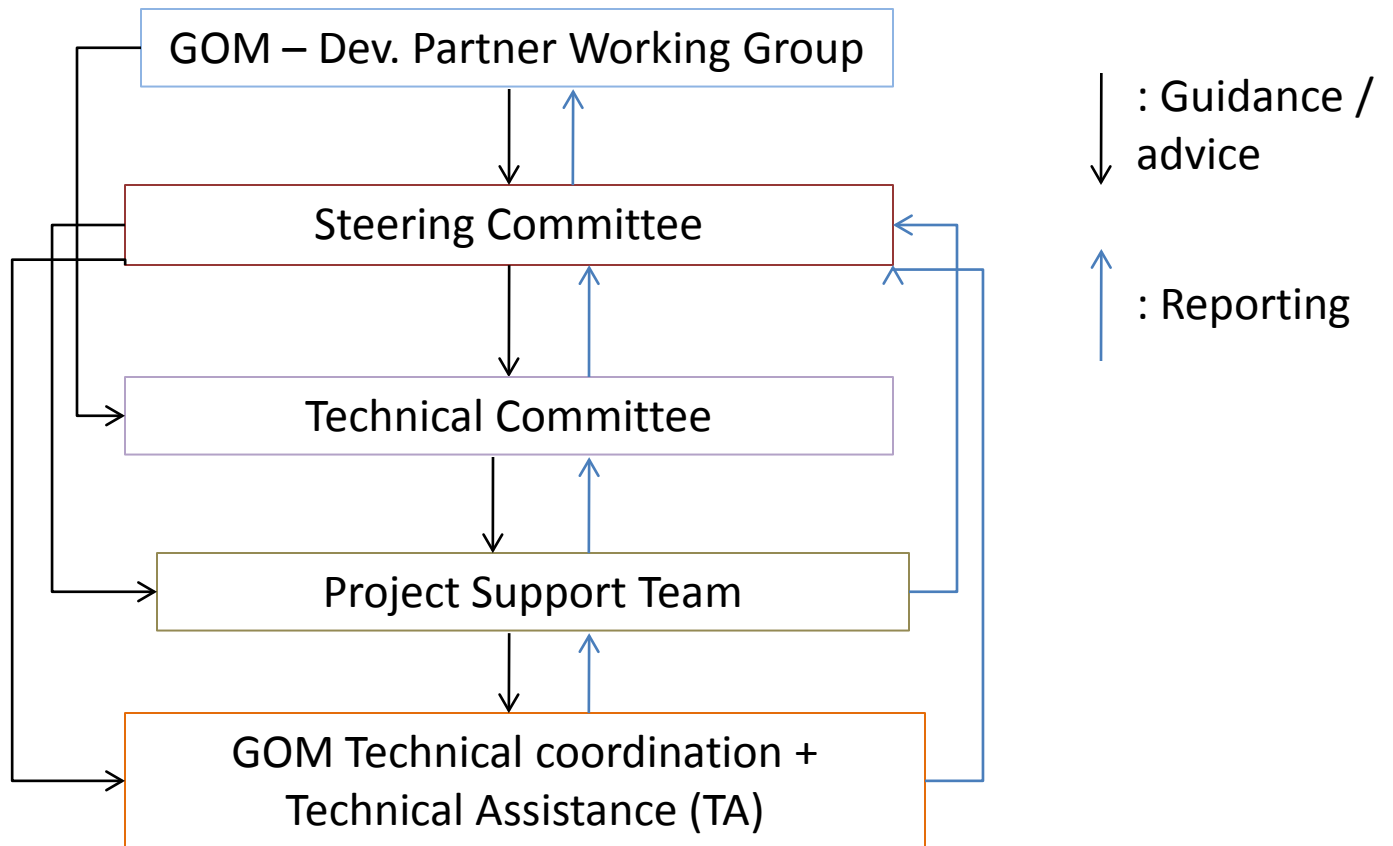 GOM – Dev. Partner Working Group
: Guidance /
advice
Steering Committee
: Reporting
Technical Committee
Project Support Team
GOM Technical coordination +
Technical Assistance (TA)